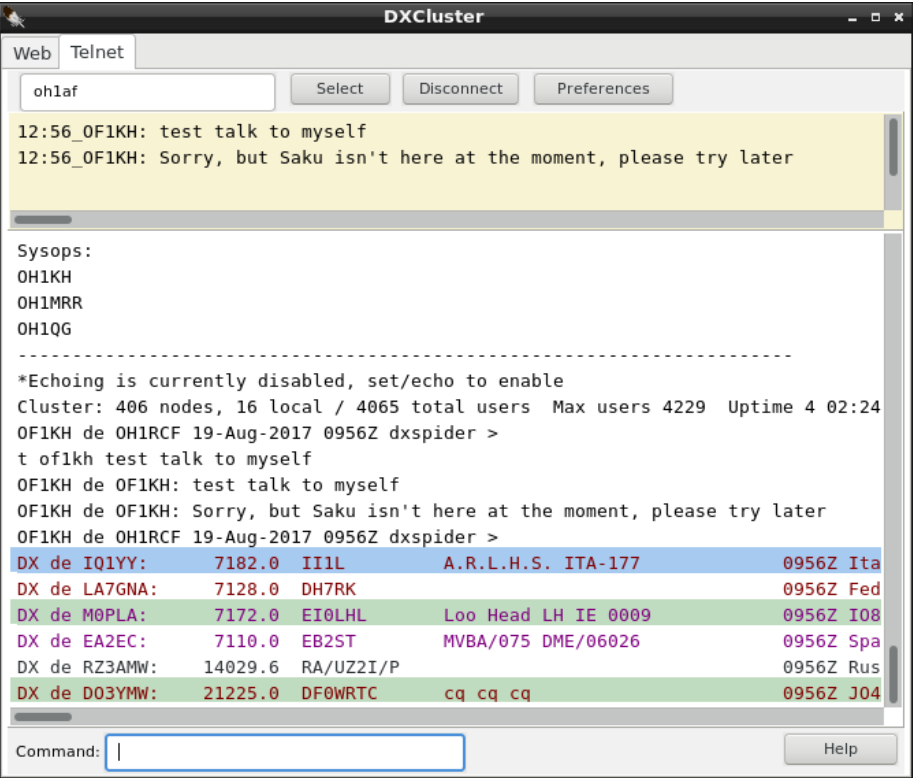 DXCluster
Web Telnet
oh1af Select Disconnect Preferences
12:56_OF1KH: test talk to myself
12:56_OF1KH: Sorry, but Saku isn't here at the moment, please try later
Sysops:
OH1KH
OH1MRR
OH1QG
-----------------------------------------------------------------------
*Echoing is currently disabled, set/echo to enable
Cluster: 406 nodes, 16 local / 4065 total users  Max users 4229  Uptime 4 02:24
OF1KH de OH1RCF 19-Aug-2017 0956Z dxspider >
t of1kh test talk to myself
OF1KH de OF1KH: test talk to myself
OF1KH de OF1KH: Sorry, but Saku isn't here at the moment, please try later
OF1KH de OH1RCF 19-Aug-2017 0956Z dxspider >
DX de IQ1YY:     7182.0  II1L         A.R.L.H.S. ITA-177             0956Z Ita
DX de LA7GNA:    7128.0  DH7RK                                       0956Z Fed
DX de M0PLA:     7172.0  EI0LHL       Loo Head LH IE 0009            0956Z IO8
DX de EA2EC:     7110.0  EB2ST        MVBA/075 DME/06026             0956Z Spa
DX de RZ3AMW:   14029.6  RA/UZ2I/P                                   0956Z Rus
DX de DO3YMW:   21225.0  DF0WRTC      cq cq cq                       0956Z JO4
Command: Help